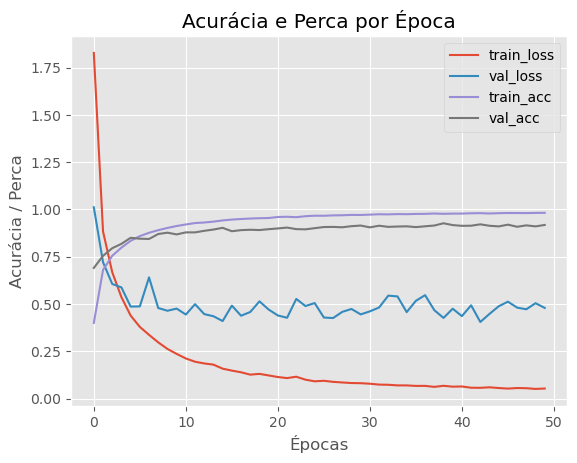 Acurácia e Perca por Época
train_loss
val_loss
train_acc
val_acc
Acurácia / Perca
1.75
1.50
1.25
1.00
0.75
0.50
0.25
0.00
0 10 20 30 40 50
Épocas